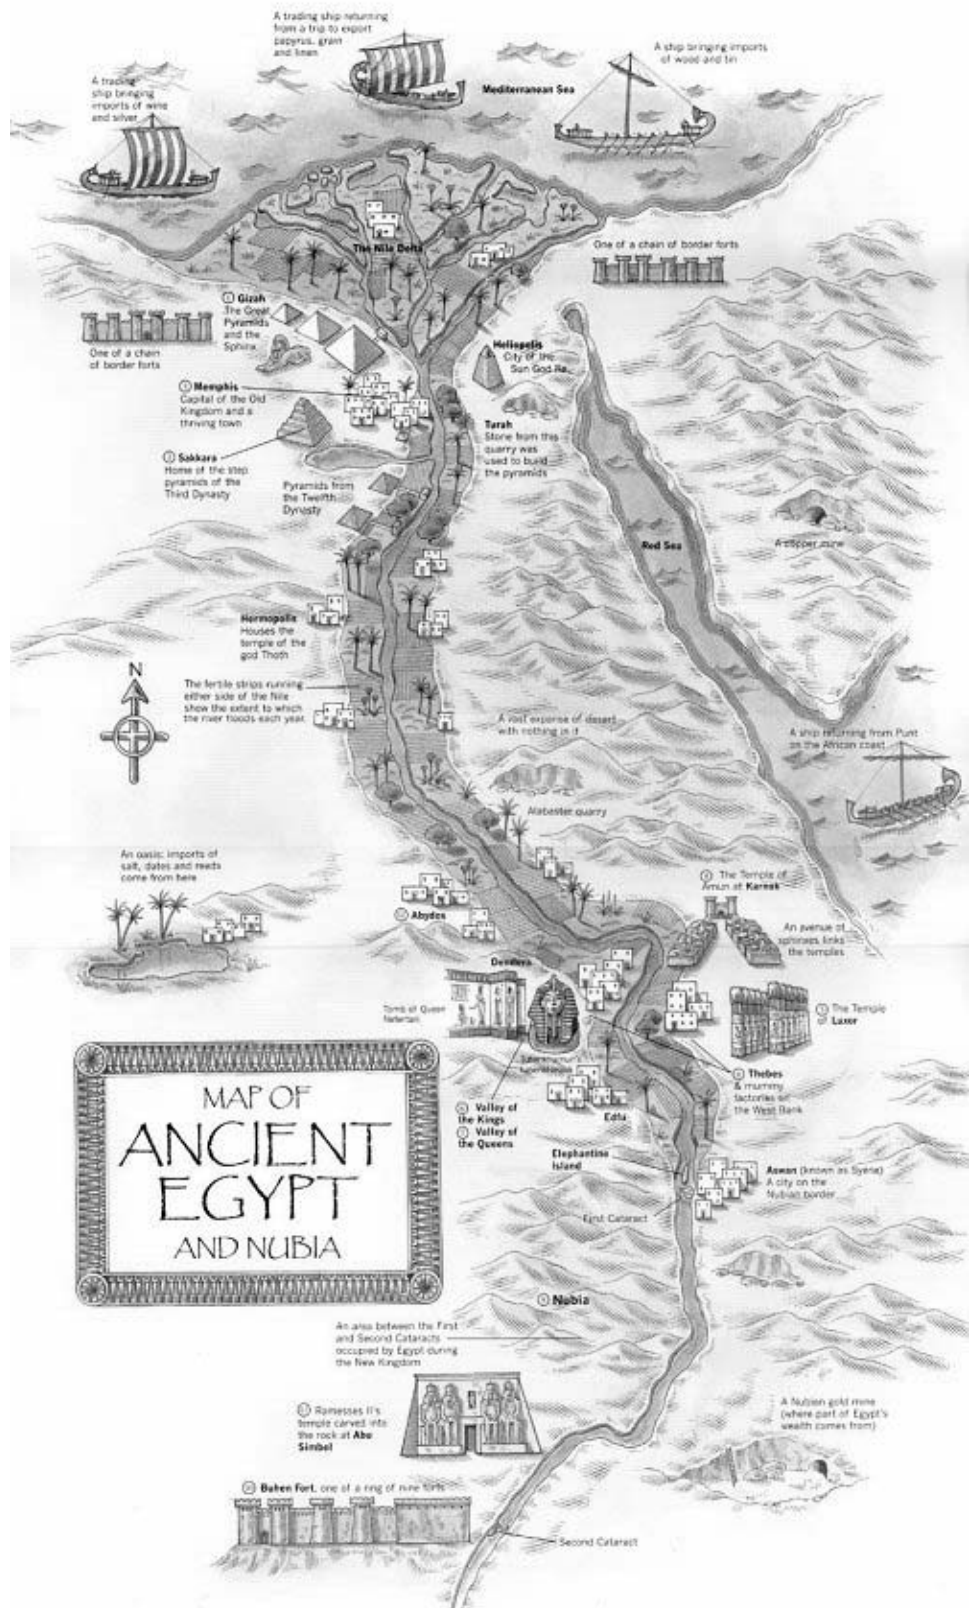 A trading ship returning
from a trip to export
papyrus, grain
and linen
A ship bringing imports
of wood and tin
A trading
ship bringing
imports of wine
and silver
Mediterranean Sea
The Nile Delta
One of a chain of border forts
Gizah
The Great
Pyramids
and the
Sphinx
One of a chain
of border forts
Heliopolis
City of the
Sun God Re
Memphis
Capital of the Old
Kingdom and a
thriving town
Turah
Stone from this
quarry was
used to build
the pyramids
Sakkara
Home of the step
pyramids of the
Third Dynasty
Pyramids from
the Twelfth
Dynasty
Red Sea
A copper mine
Hermopolis
Houses the
temple of the
god Thoth
N
The fertile strips running
either side of the Nile
show the extent to which
the river floods each year.
A vast expanse of desert
with nothing in it
A ship returning from Punt
on the African coast
Alabaster quarry
An oasis: imports of
salt, dates and reeds
come from here
The Temple of
Amun at Karnak
Abydos
An avenue of
sphinxes links
the temples
Dendera
Tomb of Queen
Nefertari
The Temple
of Luxor
Thebes
& mummy
factories on
the West Bank
Valley of
the Kings
Valley of
the Queens
Edfu
MAP OF
ANCIENT
EGYPT
AND NUBIA
Elephantine
Island
Aswan (known as Syene)
A city on the
Nubian border
First Cataract
Nubia
An area between the First
and Second Cataracts
occupied by Egypt during
the New Kingdom
Ramesses II's
temple carved into
the rock at Abu
Simbel
A Nubian gold mine
(where part of Egypt's
wealth comes from)
Buhen Fort, one of a ring of nine forts
Second Cataract